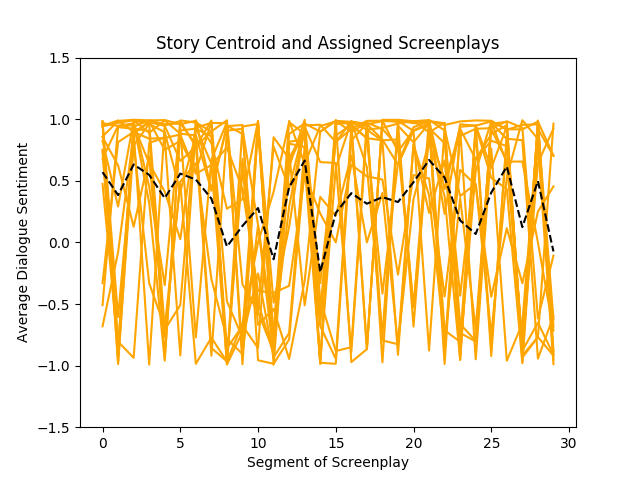 Story Centroid and Assigned Screenplays
1.5
1.0
0.5
0.0
−0.5
−1.0
−1.5
Average Dialogue Sentiment
0 5 10 15 20 25 30
Segment of Screenplay